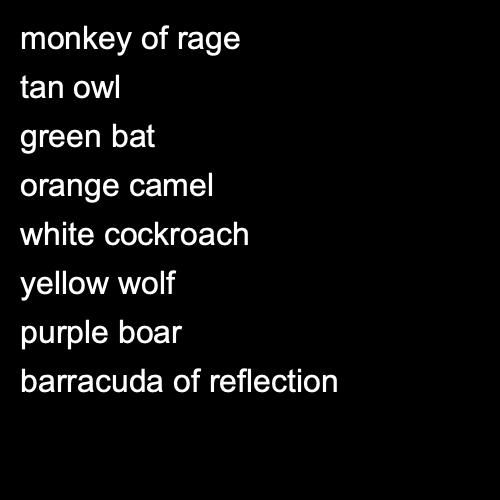 monkey of rage
tan owl
green bat
orange camel
white cockroach
yellow wolf
purple boar
barracuda of reflection